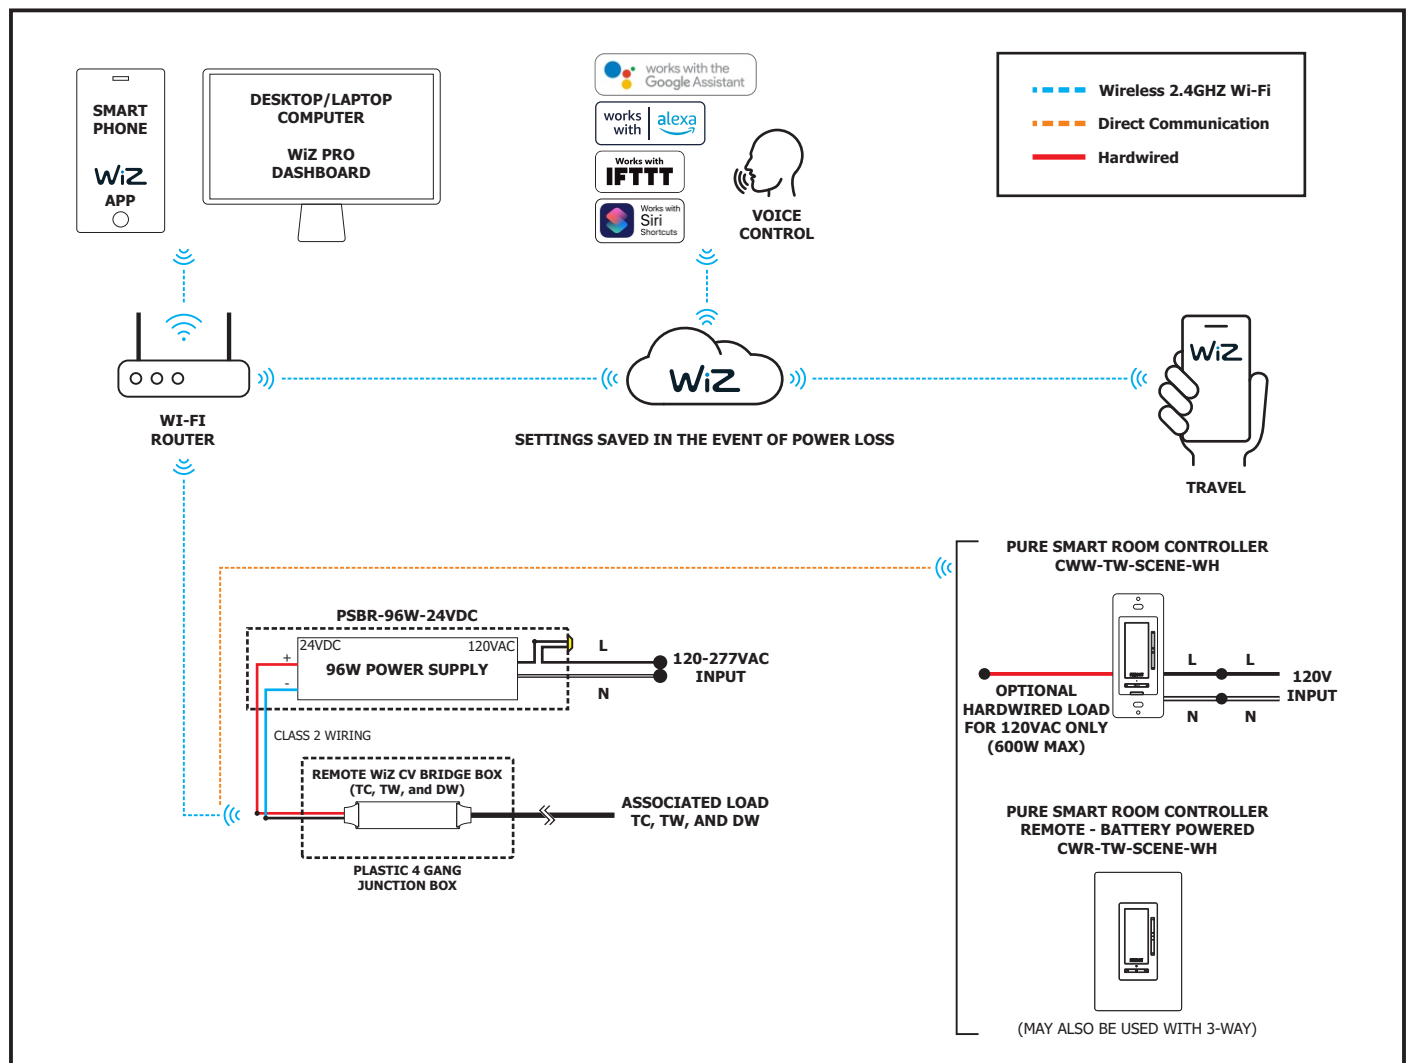 SMART
PHONE
WiZ
APP
DESKTOP/LAPTOP
COMPUTER
WiZ PRO
DASHBOARD
works with the
Google Assistant
works
with
alexa
Works with
IFTTT
Works with
Siri
Shortcuts
VOICE
CONTROL
Wireless 2.4GHZ Wi-Fi
Direct Communication
Hardwired
WI-FI
ROUTER
WiZ
SETTINGS SAVED IN THE EVENT OF POWER LOSS
WiZ
TRAVEL
PSBR-96W-24VDC
24VDC
120VAC
+
-
96W POWER SUPPLY
L
N
120-277VAC
INPUT
CLASS 2 WIRING
REMOTE WiZ CV BRIDGE BOX
(TC, TW, and DW)
PLASTIC 4 GANG
JUNCTION BOX
ASSOCIATED LOAD
TC, TW, AND DW
PURE SMART ROOM CONTROLLER
CWW-TW-SCENE-WH
OPTIONAL
HARDWIRED LOAD
FOR 120VAC ONLY
(600W MAX)
L L
N N
120V
INPUT
PURE SMART ROOM CONTROLLER
REMOTE - BATTERY POWERED
CWR-TW-SCENE-WH
(MAY ALSO BE USED WITH 3-WAY)